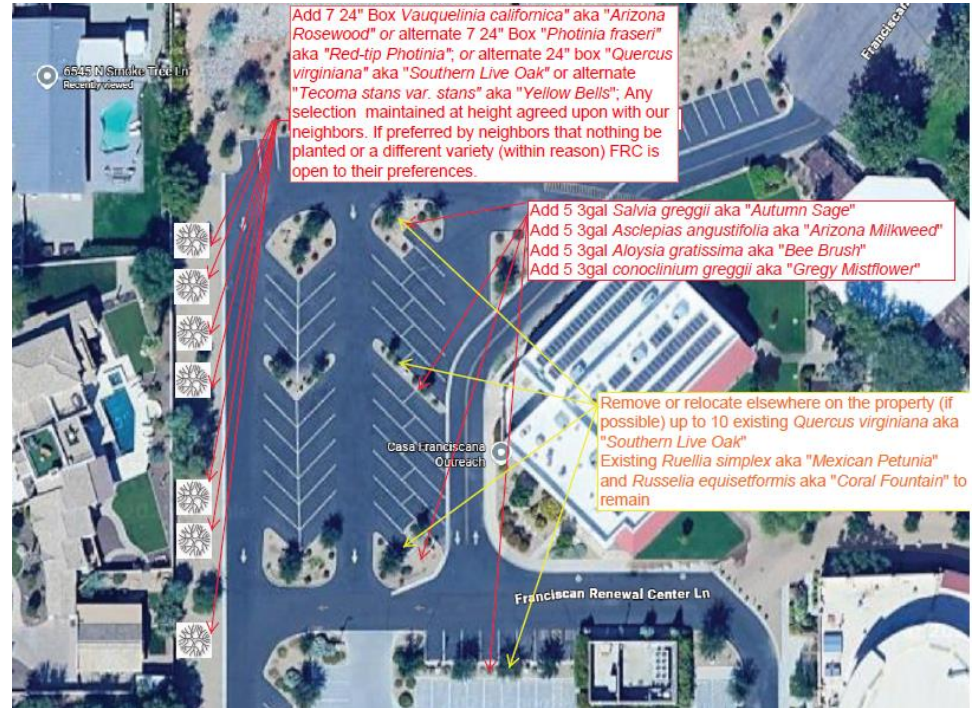 Add 7 24" Box Vauquelinia californica" aka "Arizona
Rosewood" or alternate 7 24" Box "Photinia fraseri"
aka "Red-tip Photinia"; or alternate 24" box "Quercus
virginiana" aka "Southern Live Oak" or alternate
"Tecoma stans var. stans" aka "Yellow Bells"; Any
selection maintained at height agreed upon with our
neighbors. If preferred by neighbors that nothing be
planted or a different variety (within reason) FRC is
open to their preferences.
Franciscan
6545 N Smoke Tree Ln
Recently viewed
Add 5 3gal Salvia greggii aka "Autumn Sage"
Add 5 3gal Asclepias angustifolia aka "Arizona Milkweed"
Add 5 3gal Aloysia gratissima aka "Bee Brush"
Add 5 3gal conoclinium greggii aka "Gregy Mistflower"
Remove or relocate elsewhere on the property (if
possible) up to 10 existing Quercus virginiana aka
"Southern Live Oak"
Existing Ruellia simplex aka "Mexican Petunia"
and Russelia equisetformis aka "Coral Fountain" to
remain
Casa Franciscana
Outreach
Franciscan Renewal Center Ln